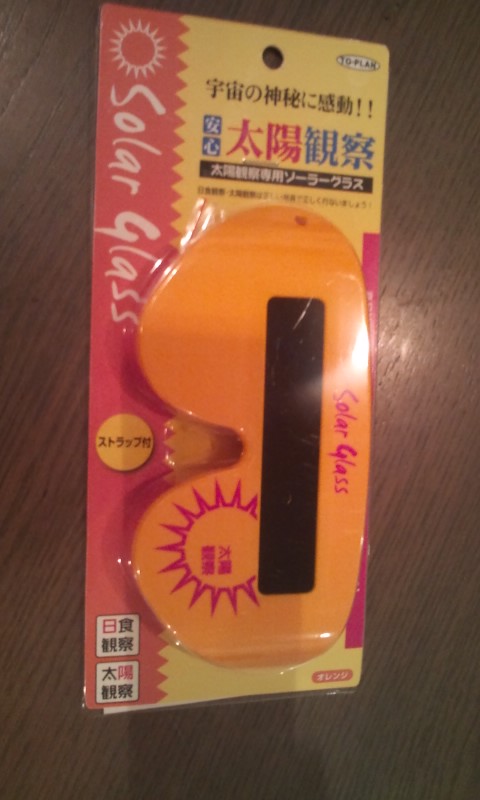 TO-PLAN
宇宙の神秘に感動！！
安心 太陽観察
太陽観察専用ソーラーグラス
Solar Glass
Solar Glass
ストラップ付
太陽
観察
日食
観察
太陽
観察
オレンジ